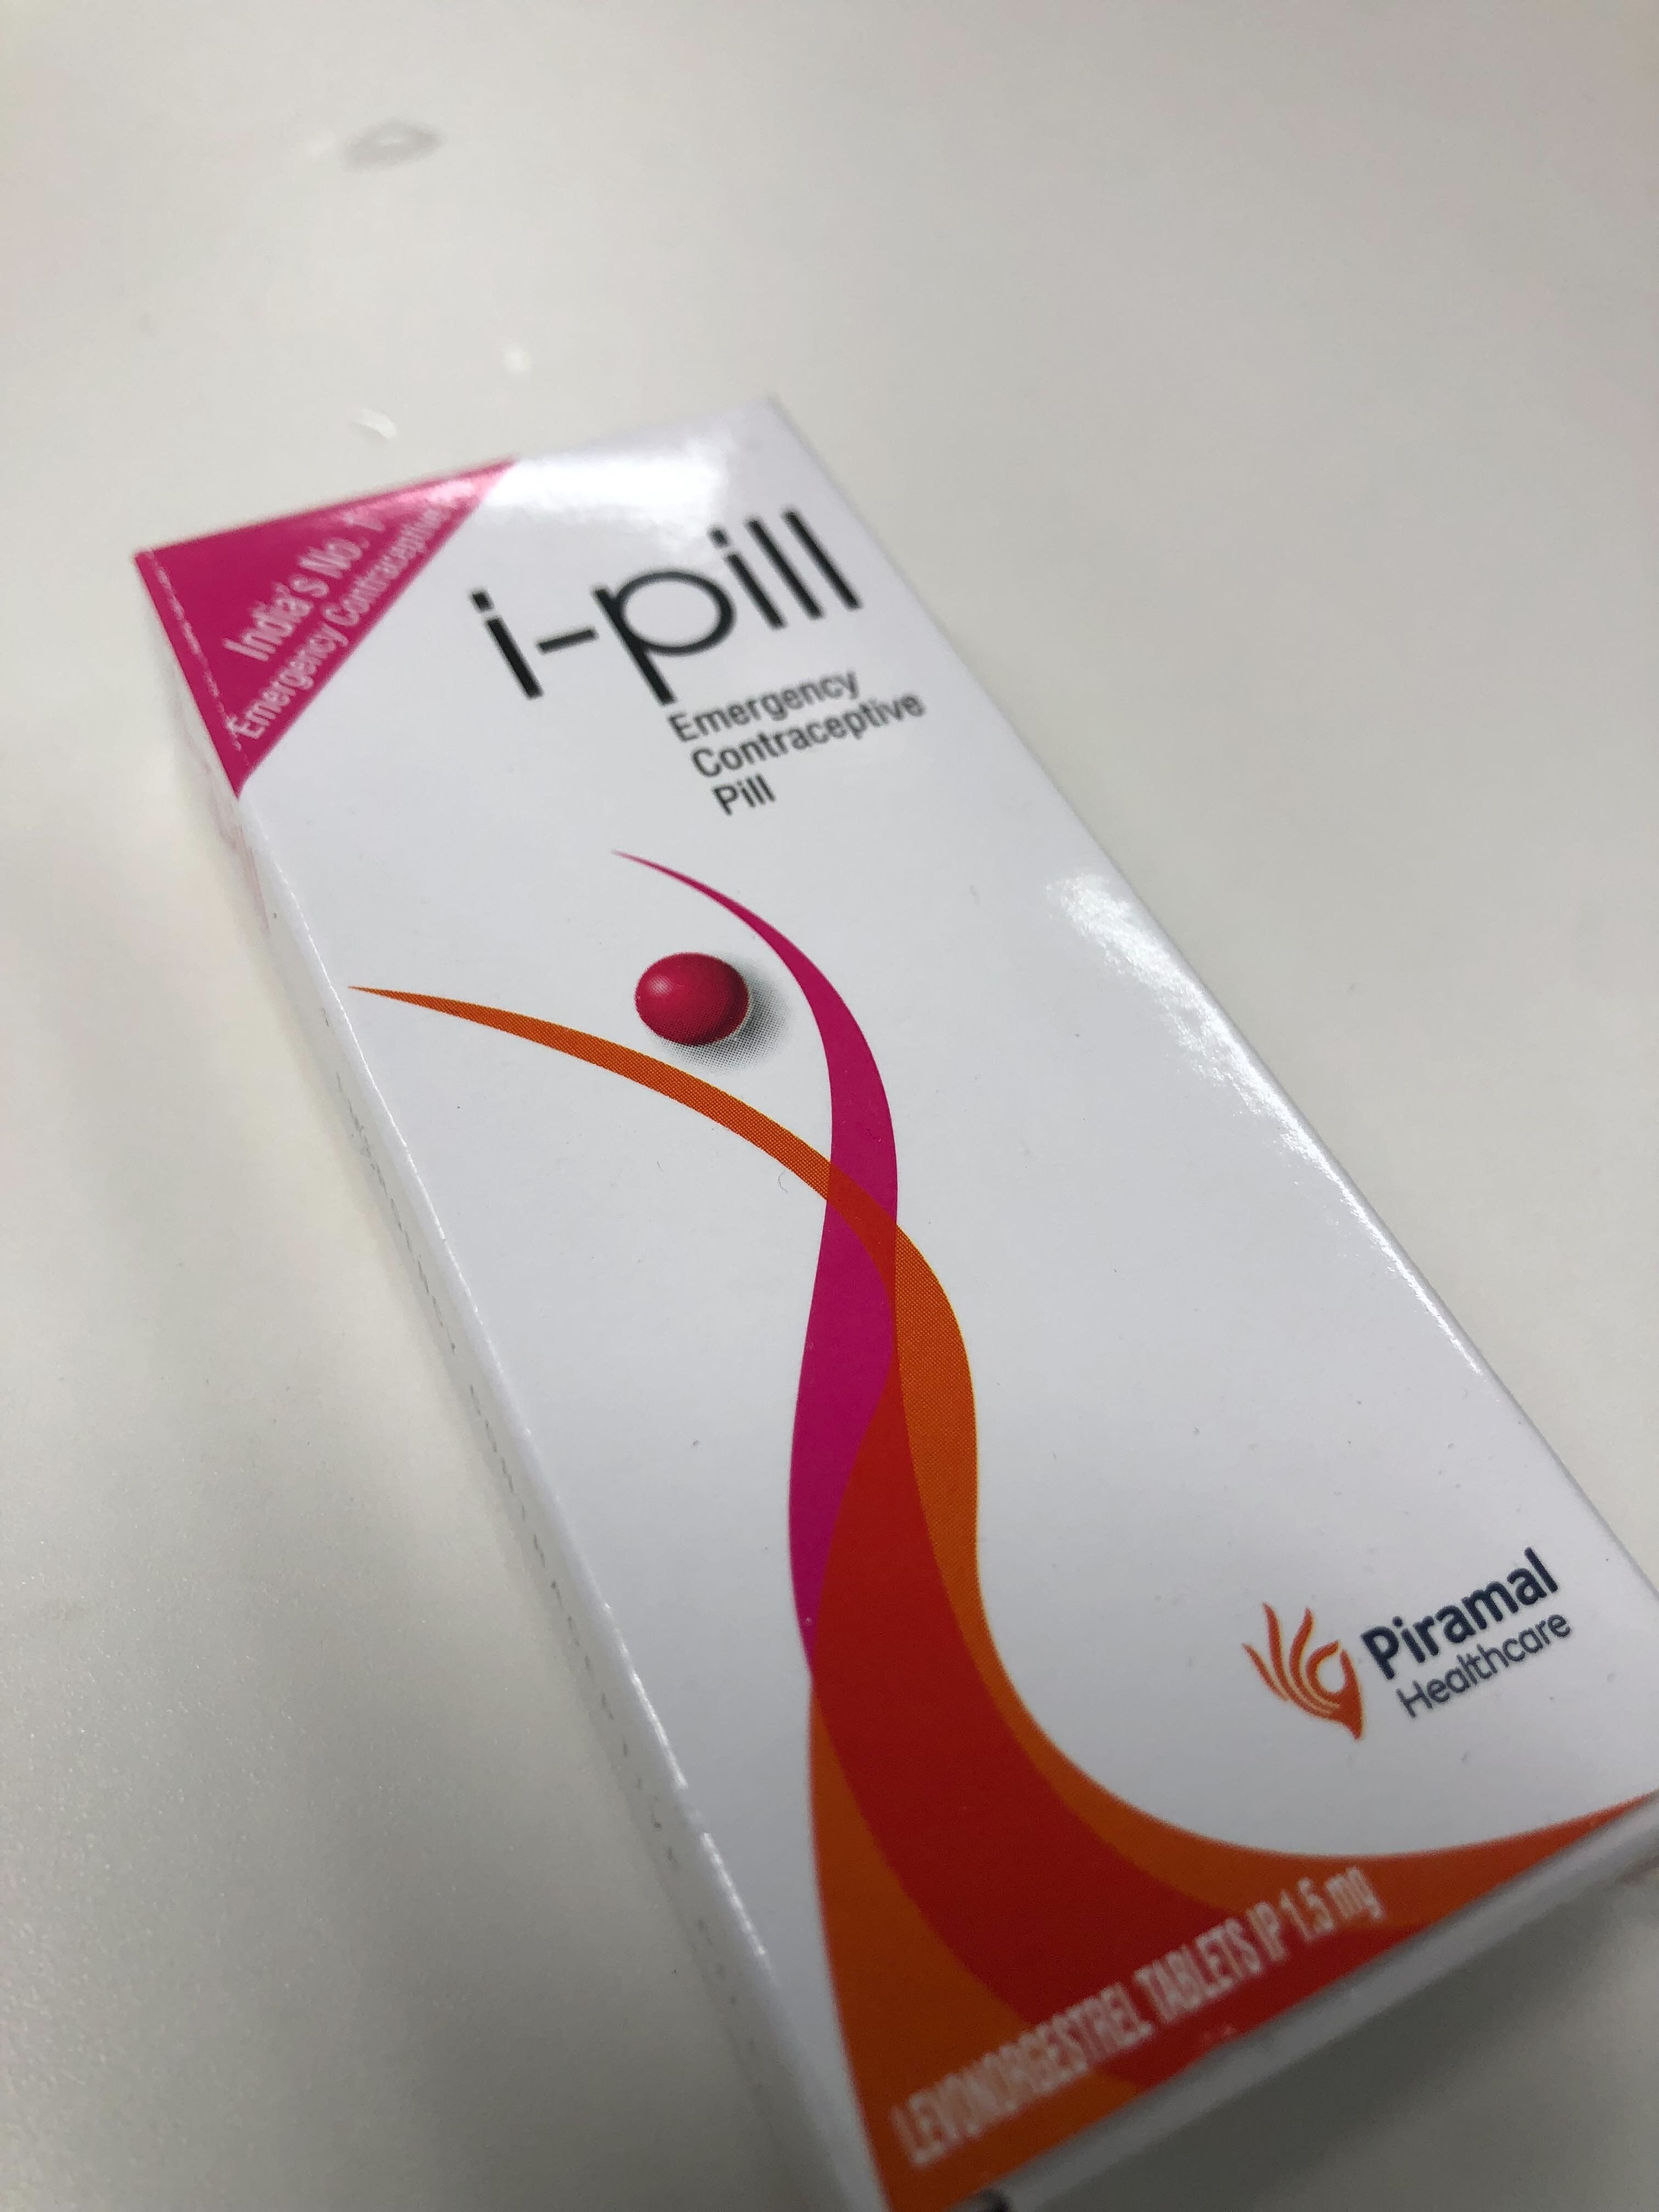 India's No. 1
Emergency Contraceptive
i-pill
Emergency
Contraceptive
Pill
Piramal
Healthcare
LEVONORGESTREL TABLETS IP 1.5 mg